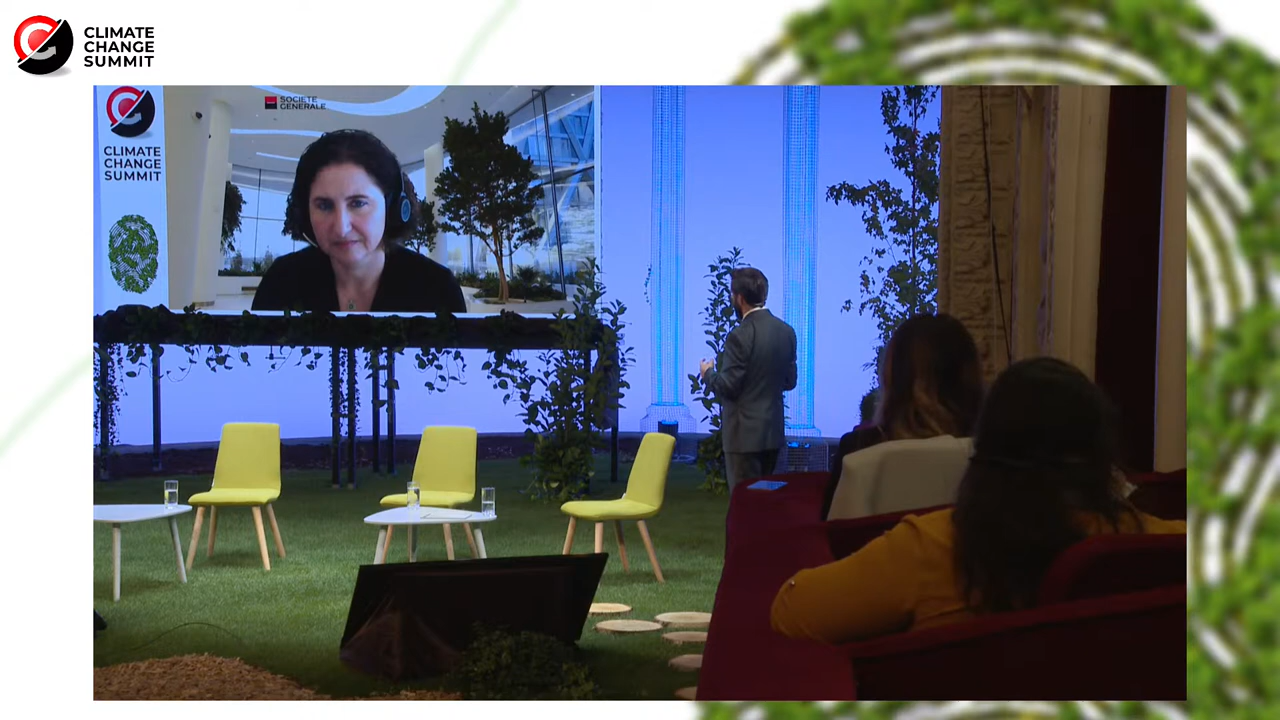 CLIMATE
CHANGE
SUMMIT
CLIMATE
CHANGE
SUMMIT
SOCIETE
GENERALE